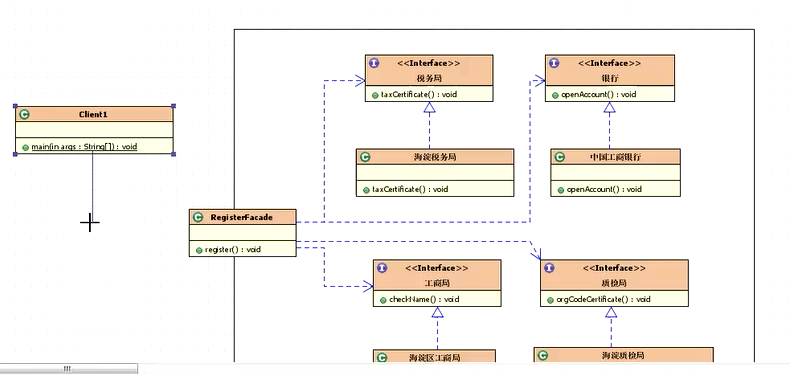 <<Interface>>
税务局
taxCertificate() : void
<<Interface>>
银行
openAccount() : void
Client1
main(in args : String[]) : void
海淀税务局
taxCertificate() : void
中国工商银行
openAccount() : void
RegisterFacade
register() : void
<<Interface>>
工商局
checkName() : void
<<Interface>>
质检局
orgCodeCertificate() : void
海淀区工商局
海淀质检局